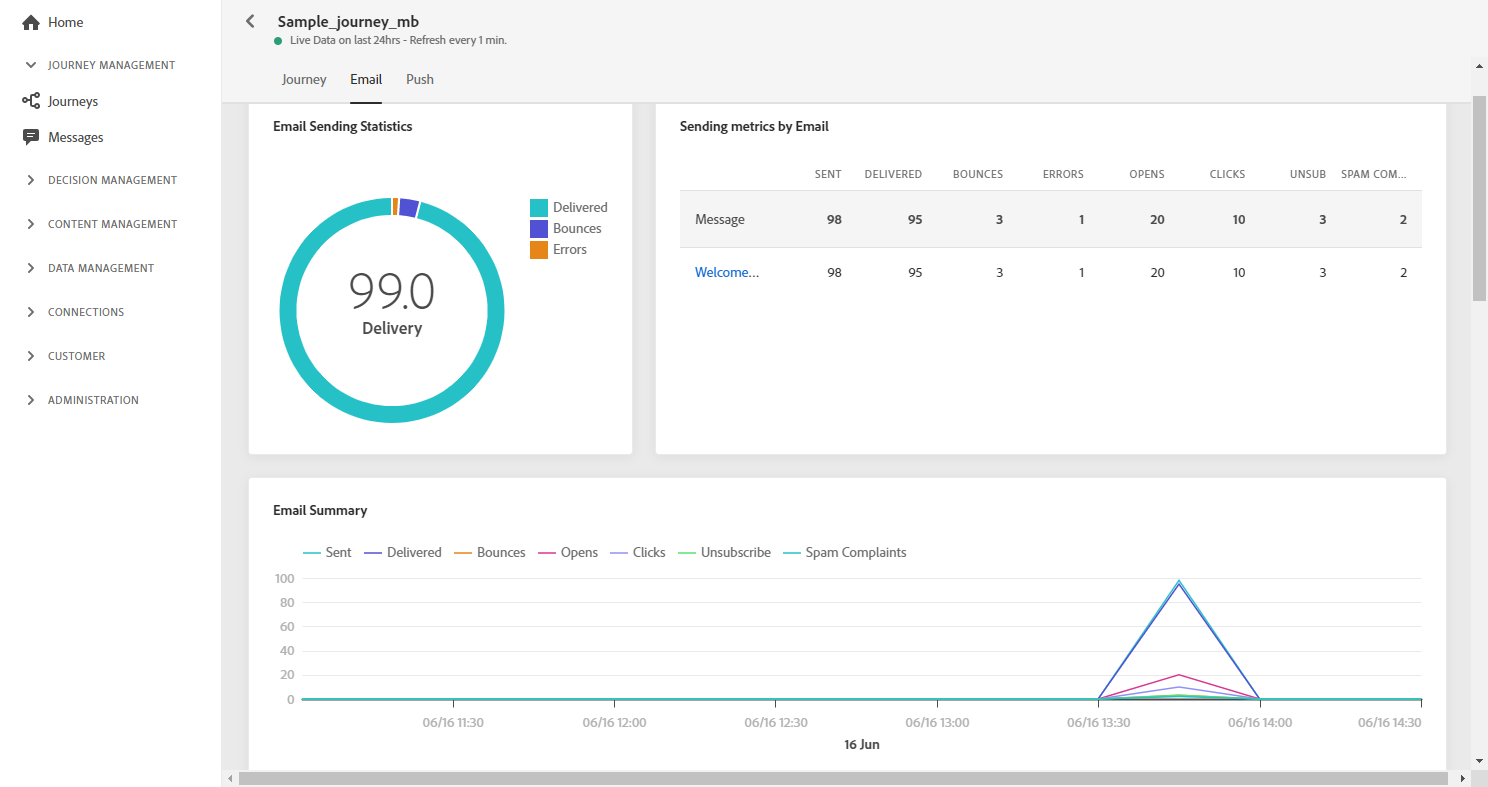 Home
JOURNEY MANAGEMENT
Journeys
Messages
DECISION MANAGEMENT
CONTENT MANAGEMENT
DATA MANAGEMENT
CONNECTIONS
CUSTOMER
ADMINISTRATION
Sample_journey_mb
Live Data on last 24hrs - Refresh every 1 min.
Journey Email Push
Email Sending Statistics
99.0
Delivery
Delivered
Bounces
Errors
Sending metrics by Email
SENT DELIVERED BOUNCES ERRORS OPENS CLICKS UNSUB SPAM COM...
Message 98 95 3 1 20 10 3 2
Welcome... 98 95 3 1 20 10 3 2
Email Summary
Sent Delivered Bounces Opens Clicks Unsubscribe Spam Complaints
100
80
60
40
20
0
06/16 11:30 06/16 12:00 06/16 12:30 06/16 13:00 06/16 13:30 06/16 14:00 06/16 14:30
16 Jun